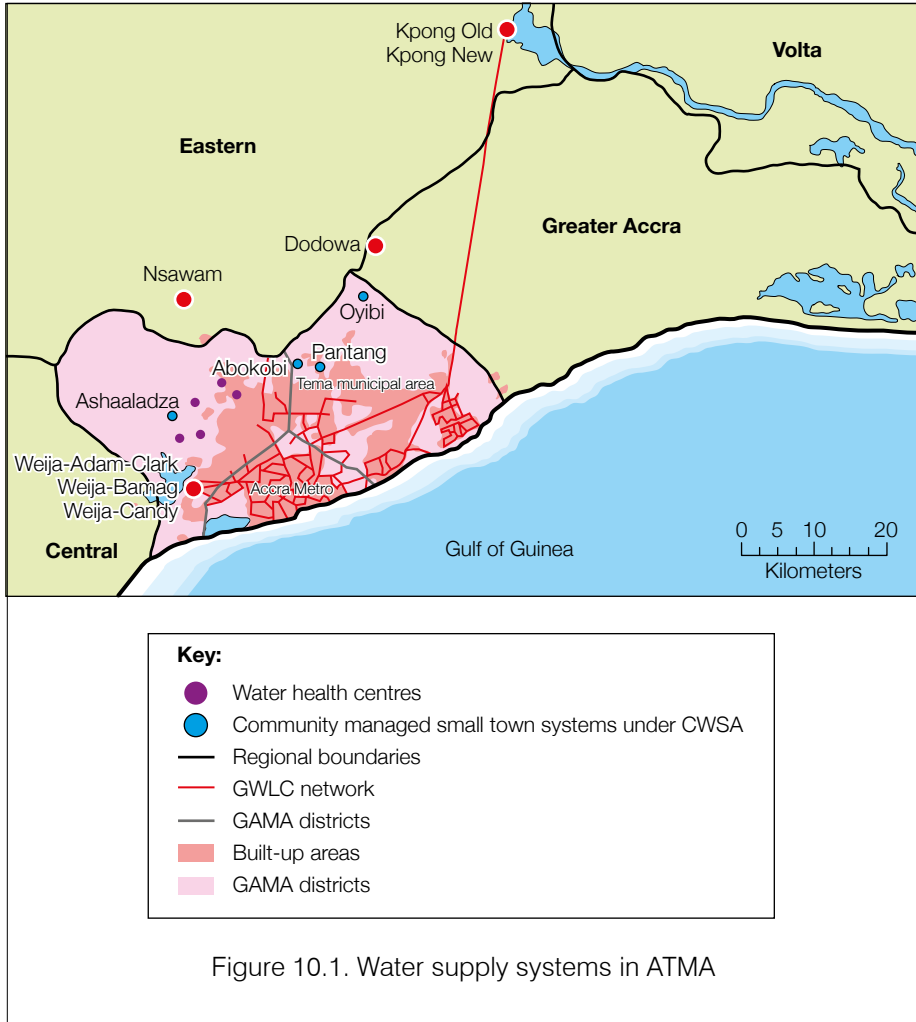 Kpong Old
Kpong New
Volta
Eastern
Greater Accra
Dodowa
Nsawam
Oyibi
Pantang
Abokobi
Tema municipal area
Ashaaladza
Weija-Adam-Clark
Weija-Bamag
Weija-Candy
Accra Metro
Central
Gulf of Guinea
0 5 10 20
Kilometers
Key:
Water health centres
Community managed small town systems under CWSA
Regional boundaries
GWLC network
GAMA districts
Built-up areas
GAMA districts
Figure 10.1. Water supply systems in ATMA